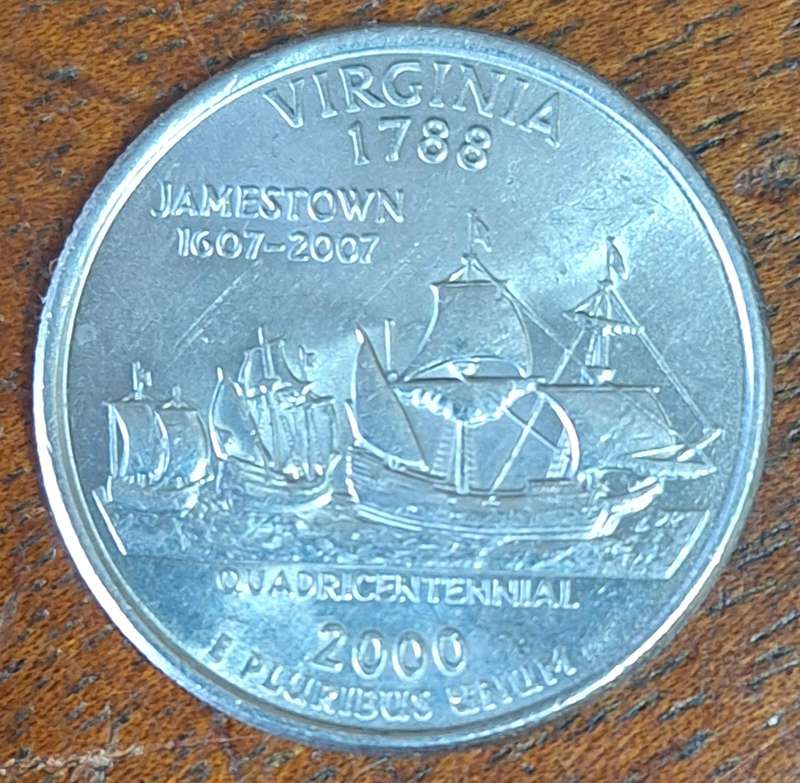 VIRGINIA
1788
JAMESTOWN
1607-2007
QUADRICENTENNIAL
2000
E PLURIBUS UNUM